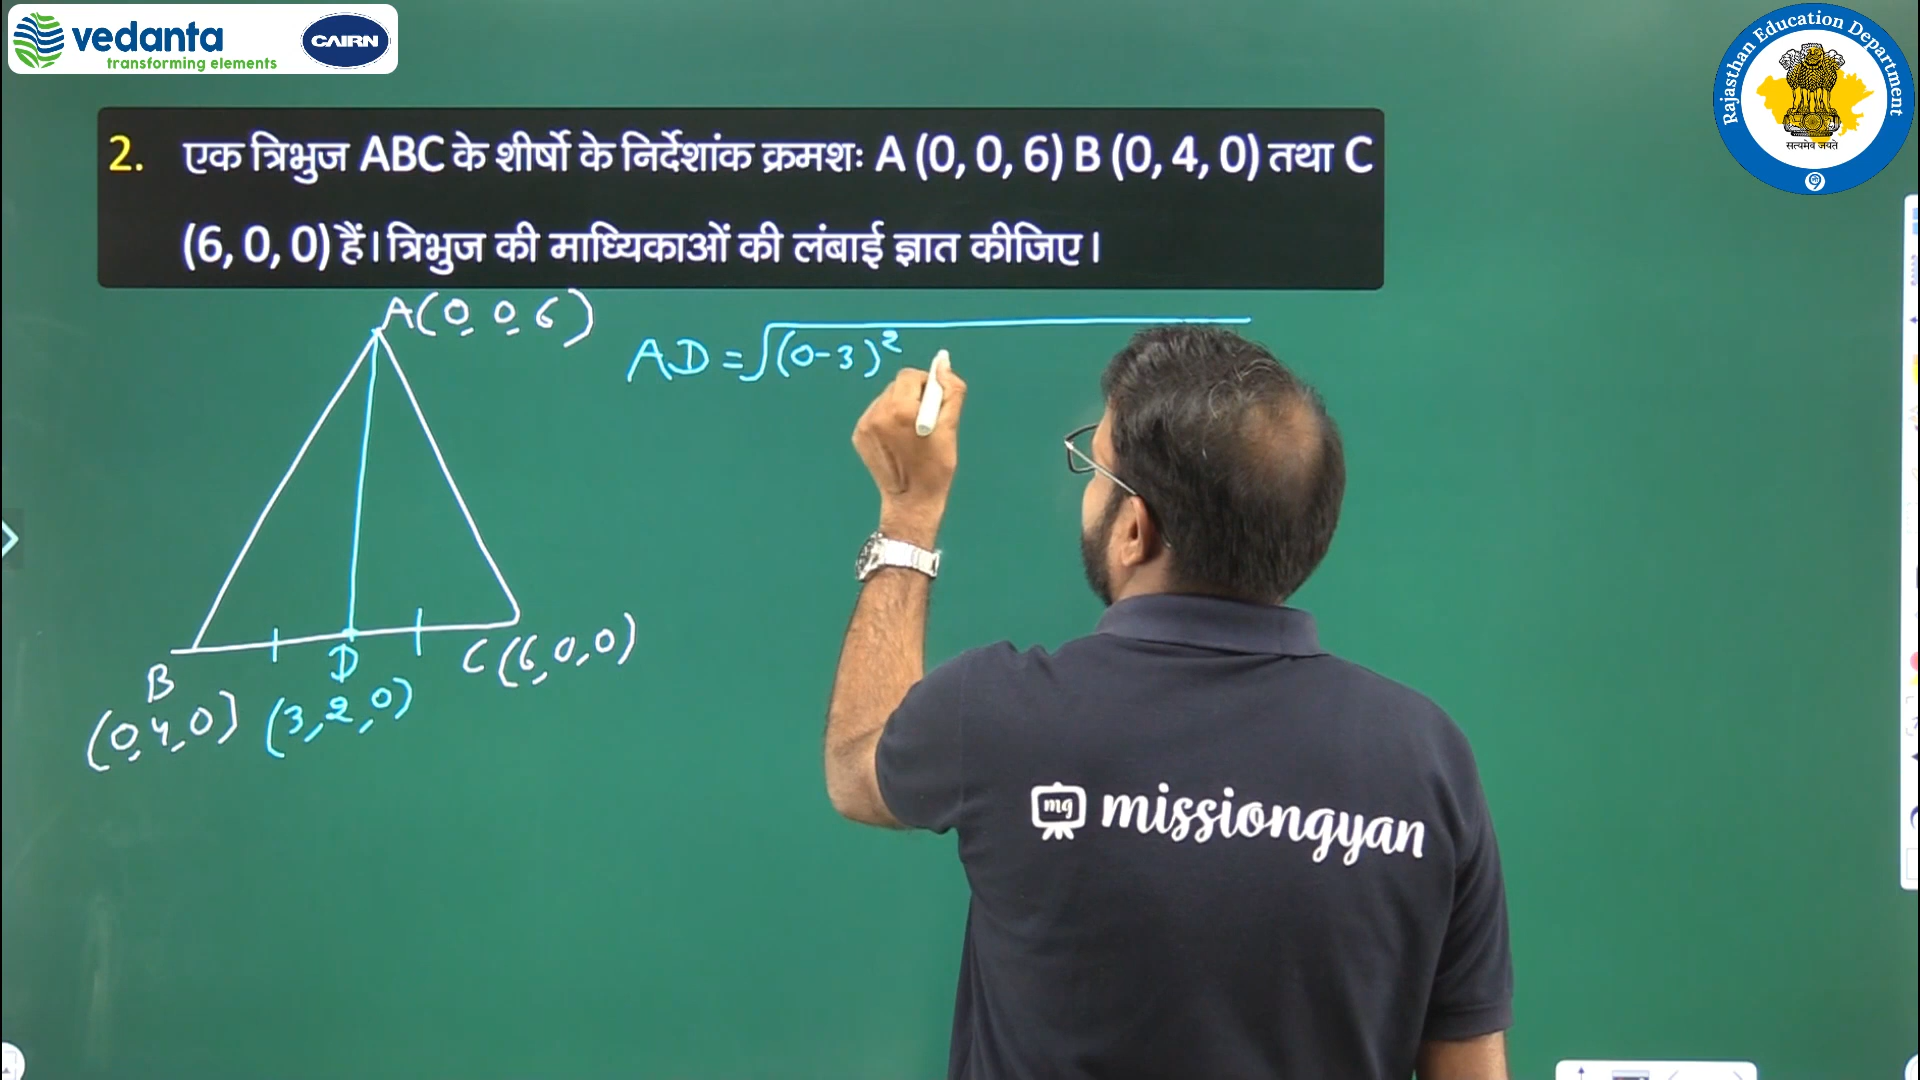 vedanta
transforming elements
CAIRN
Rajasthan Education Department
सत्यमेव जयते
2. एक त्रिभुज ABC के शीर्षो के निर्देशांक क्रमशः A (0, 0, 6) B (0, 4, 0) तथा C
(6, 0, 0) हैं। त्रिभुज की माध्यिकाओं की लंबाई ज्ञात कीजिए।
A(0,0,6)
AD = √(0-3)²
B
D
C(6,0,0)
(0,4,0)
(3,2,0)
mg missiongyan